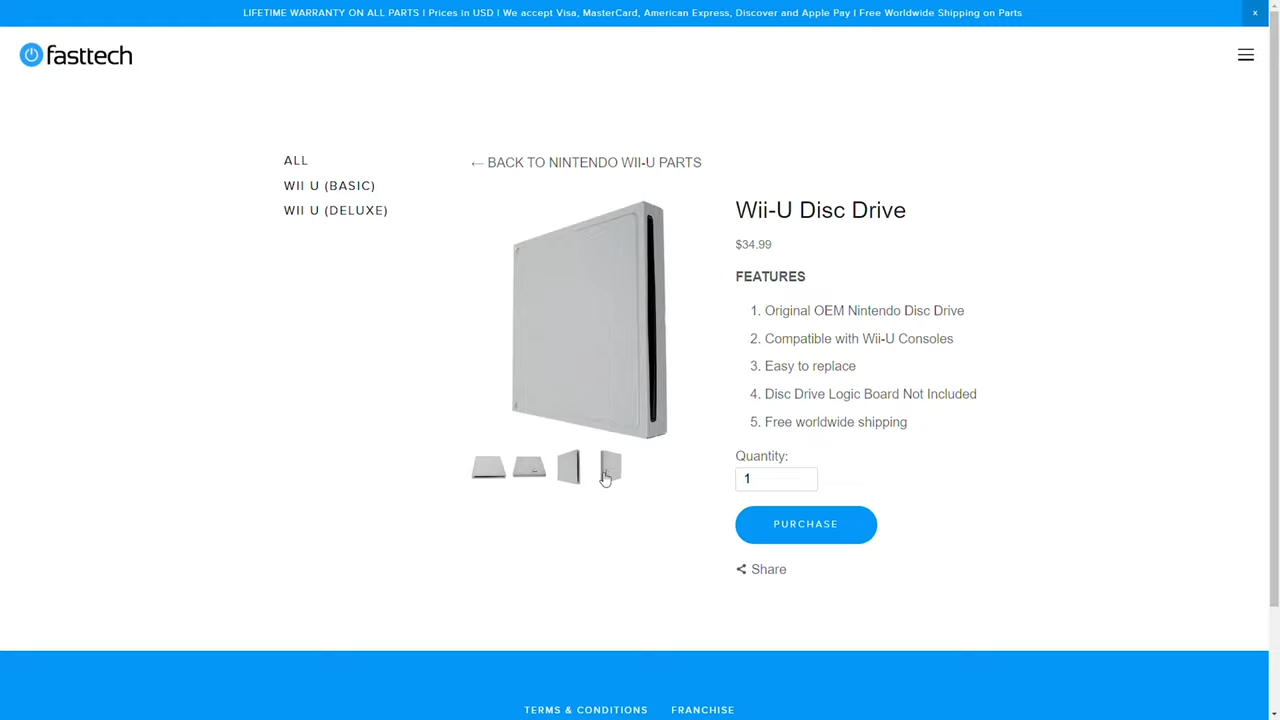 LIFETIME WARRANTY ON ALL PARTS | Prices in USD | We accept Visa, MasterCard, American Express, Discover and Apple Pay | Free Worldwide Shipping on Parts
x
fasttech
ALL
WII U (BASIC)
WII U (DELUXE)
← BACK TO NINTENDO WII-U PARTS
Wii-U Disc Drive
$34.99
FEATURES
1. Original OEM Nintendo Disc Drive
2. Compatible with Wii-U Consoles
3. Easy to replace
4. Disc Drive Logic Board Not Included
5. Free worldwide shipping
Quantity:
1
PURCHASE
Share
TERMS & CONDITIONS FRANCHISE